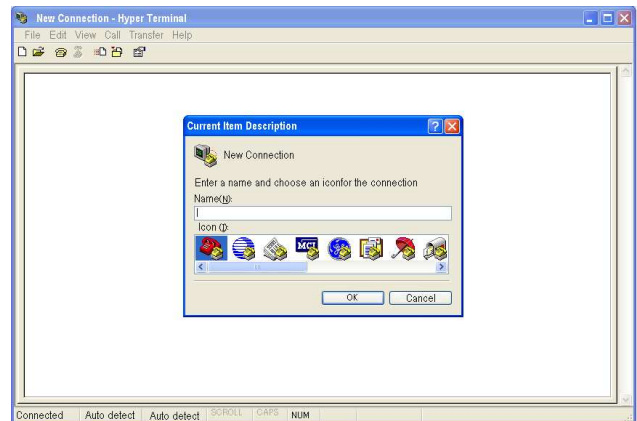 New Connection - Hyper Terminal
File Edit View Call Transfer Help
Current Item Description
New Connection
Enter a name and choose an iconfor the connection
Name(N):
Icon (I):
MCI
OK Cancel
Connected Auto detect Auto detect SCROLL CAPS NUM